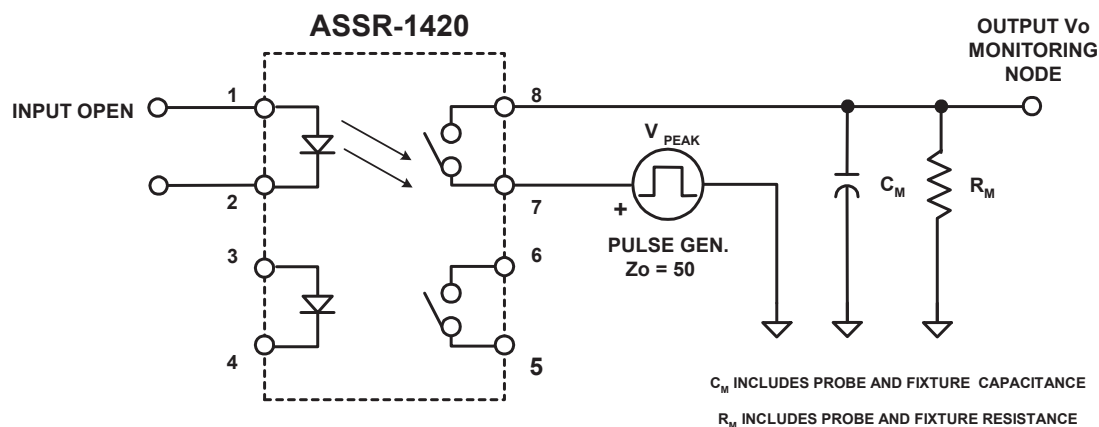 ASSR-1420
OUTPUT Vo
MONITORING
NODE
INPUT OPEN
1
8
V PEAK
2
7
+
C M
R M
3
6
PULSE GEN.
Zo = 50
4
5
C M INCLUDES PROBE AND FIXTURE CAPACITANCE
R M INCLUDES PROBE AND FIXTURE RESISTANCE